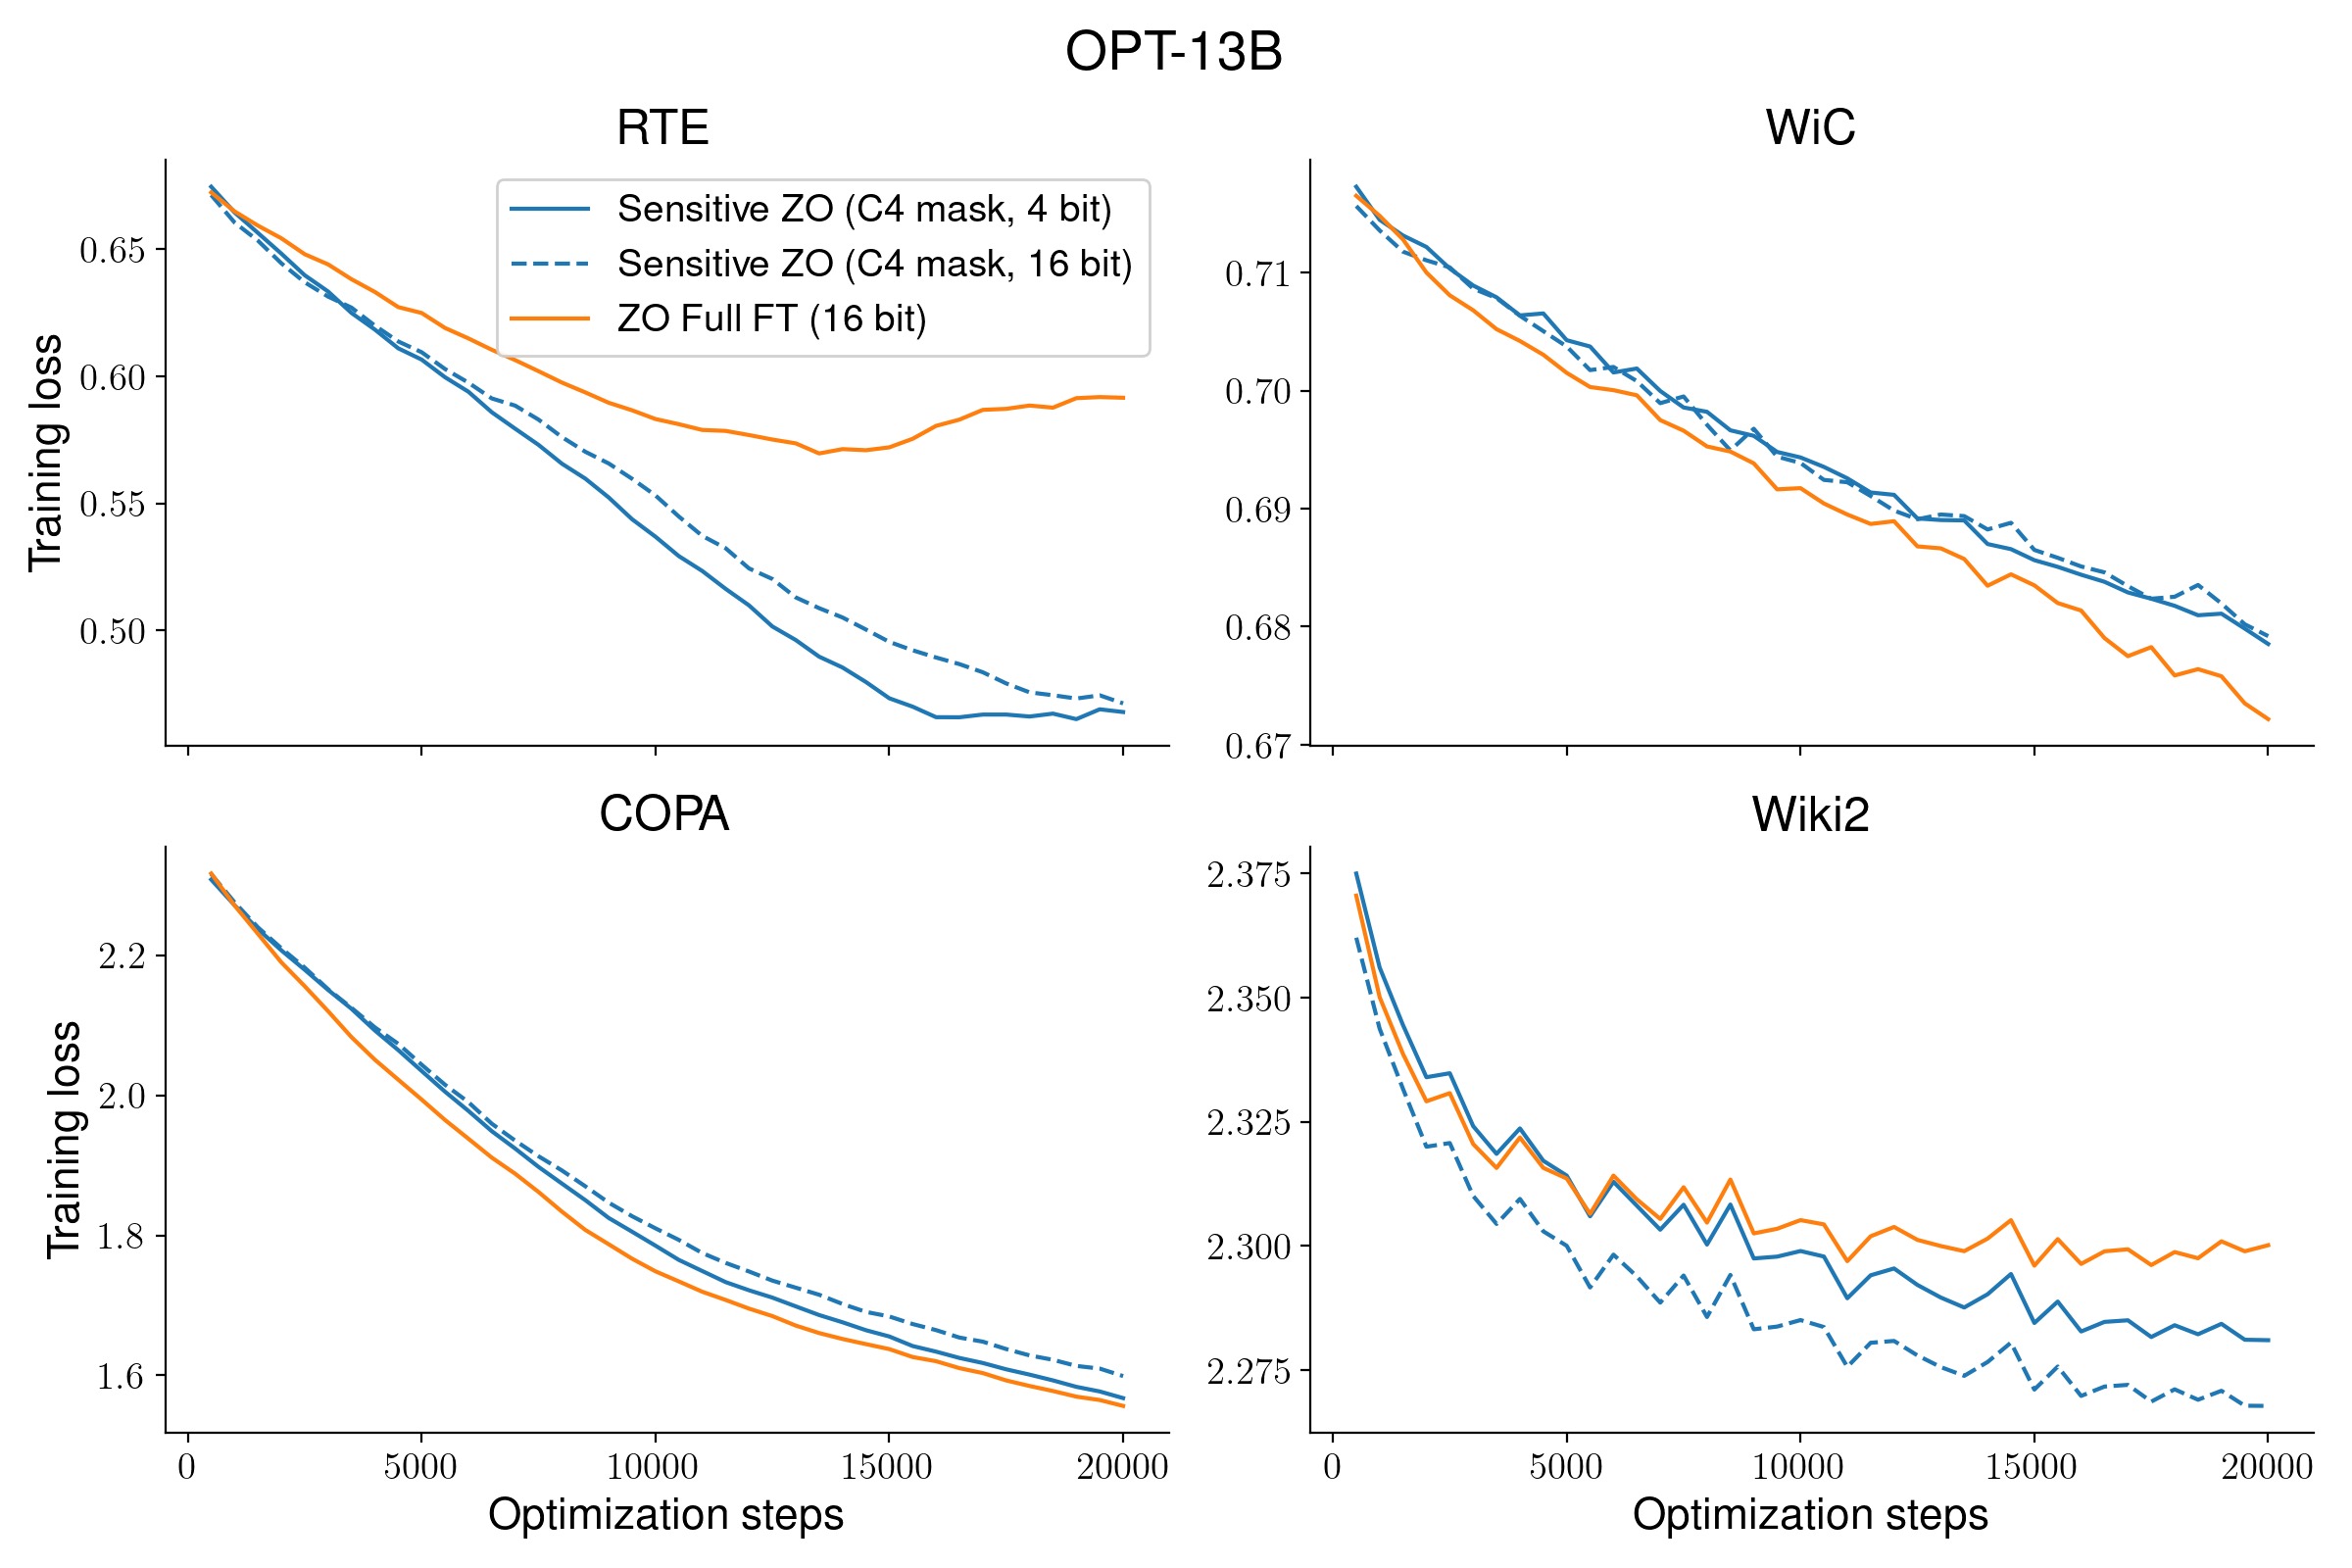 OPT-13B
RTE
Sensitive ZO (C4 mask, 4 bit)
Sensitive ZO (C4 mask, 16 bit)
ZO Full FT (16 bit)
Training loss
0.65
0.60
0.55
0.50
WiC
0.71
0.70
0.69
0.68
0.67
COPA
Training loss
2.2
2.0
1.8
1.6
0 5000 10000 15000 20000
Optimization steps
Wiki2
2.375
2.350
2.325
2.300
2.275
0 5000 10000 15000 20000
Optimization steps